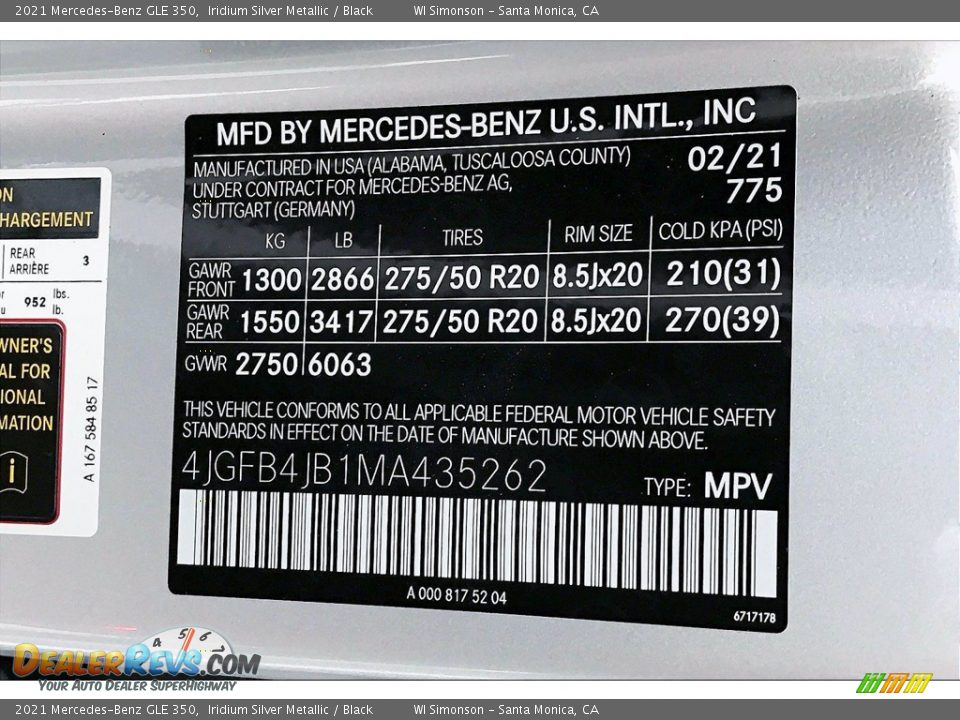 2021 Mercedes-Benz GLE 350,  Iridium Silver Metallic / Black          WI Simonson - Santa Monica, CA
MFD BY MERCEDES-BENZ U.S. INTL., INC
MANUFACTURED IN USA (ALABAMA, TUSCALOOSA COUNTY) 02/21
UNDER CONTRACT FOR MERCEDES-BENZ AG, 775
STUTTGART (GERMANY)
KG LB TIRES RIM SIZE COLD KPA (PSI)
GAWR FRONT 1300 2866 275/50 R20 8.5Jx20 210(31)
GAWR REAR 1550 3417 275/50 R20 8.5Jx20 270(39)
GVWR 2750 6063
THIS VEHICLE CONFORMS TO ALL APPLICABLE FEDERAL MOTOR VEHICLE SAFETY
STANDARDS IN EFFECT ON THE DATE OF MANUFACTURE SHOWN ABOVE.
4JGFB4JB1MA435262
TYPE: MPV
A 000 817 52 04
6717178
ON
HARGEMENT
REAR
ARRIÈRE 3
952 lbs.
lb.
WNER'S
AL FOR
IONAL
MATION
i
A 167 584 85 17
4 5 6
DEALERREVS.COM
YOUR AUTO DEALER SUPERHIGHWAY
2021 Mercedes-Benz GLE 350,  Iridium Silver Metallic / Black          WI Simonson - Santa Monica, CA